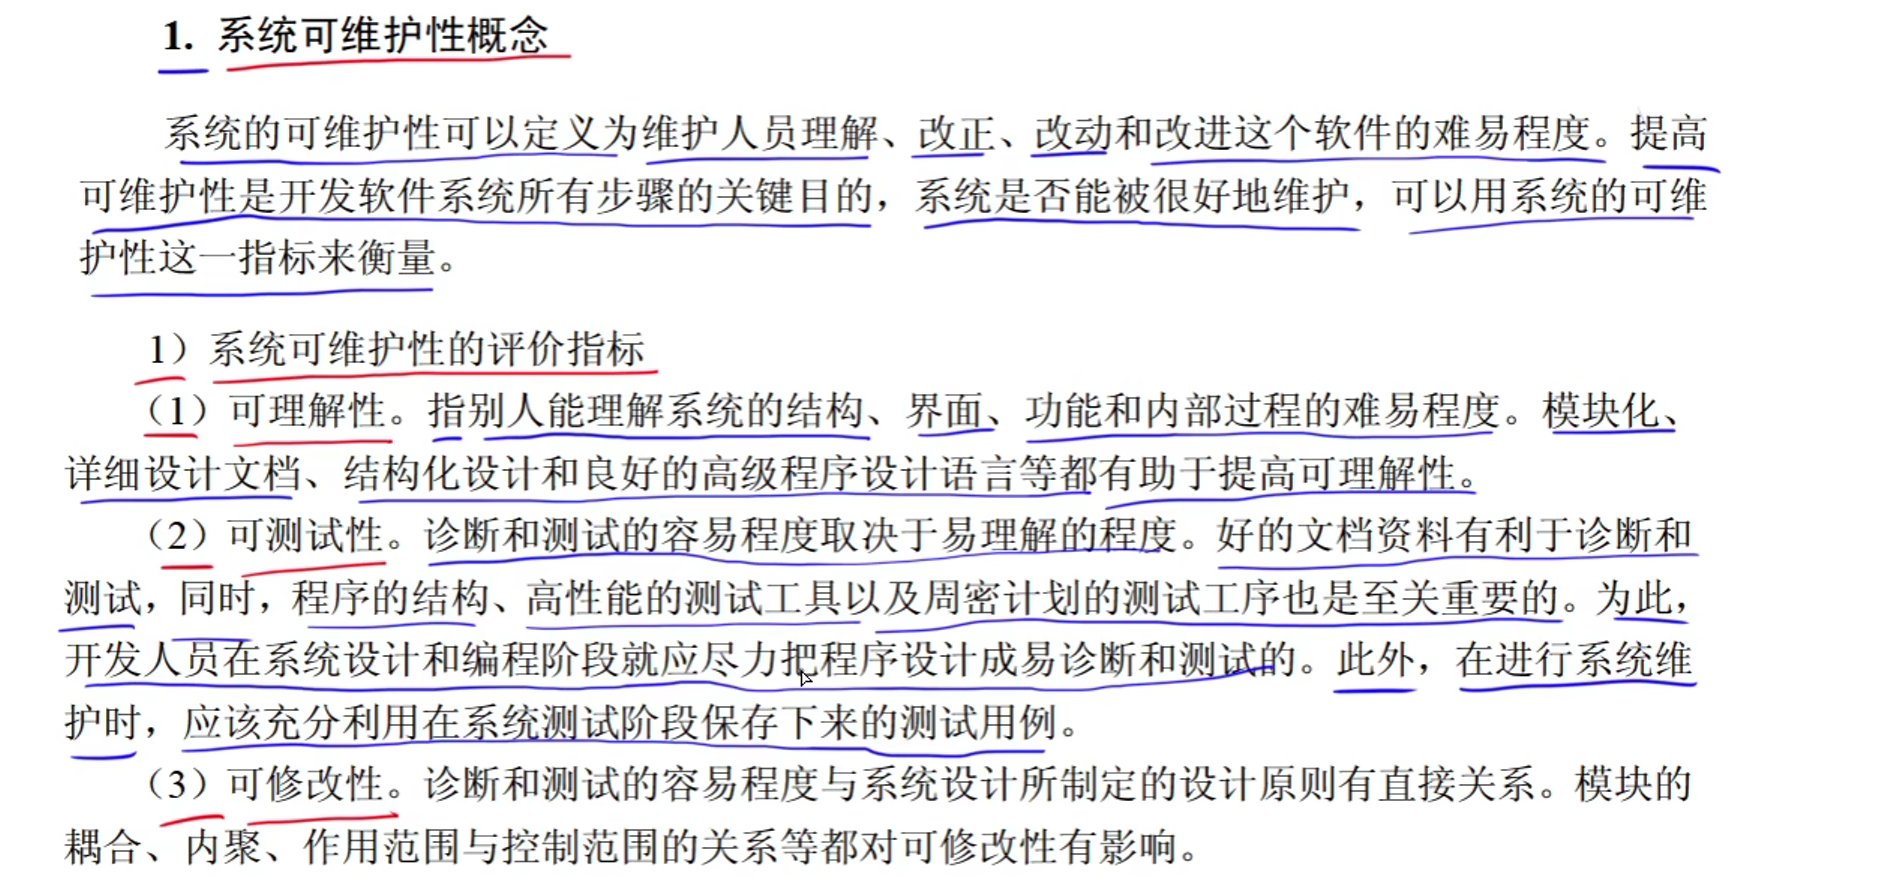 1. 系统可维护性概念
系统的可维护性可以定义为维护人员理解、改正、改动和改进这个软件的难易程度。提高
可维护性是开发软件系统所有步骤的关键目的，系统是否能被很好地维护，可以用系统的可维
护性这一指标来衡量。
1）系统可维护性的评价指标
（1）可理解性。指别人能理解系统的结构、界面、功能和内部过程的难易程度。模块化、
详细设计文档、结构化设计和良好的高级程序设计语言等都有助于提高可理解性。
（2）可测试性。诊断和测试的容易程度取决于易理解的程度。好的文档资料有利于诊断和
测试，同时，程序的结构、高性能的测试工具以及周密计划的测试工序也是至关重要的。为此，
开发人员在系统设计和编程阶段就应尽力把程序设计成易诊断和测试的。此外，在进行系统维
护时，应该充分利用在系统测试阶段保存下来的测试用例。
（3）可修改性。诊断和测试的容易程度与系统设计所制定的设计原则有直接关系。模块的
耦合、内聚、作用范围与控制范围的关系等都对可修改性有影响。